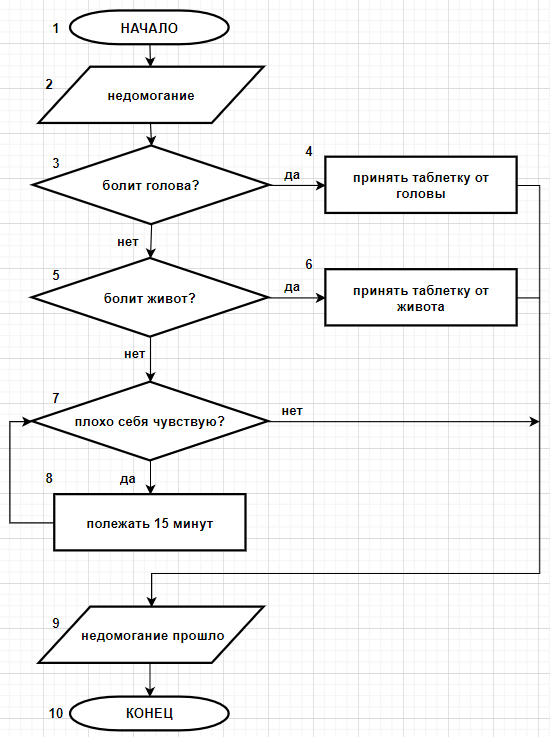 1 НАЧАЛО
2 недомогание
3 болит голова?
да
4 принять таблетку от
головы
нет
5 болит живот?
да
6 принять таблетку от
живота
нет
7 плохо себя чувствую?
нет
да
8 полежать 15 минут
9 недомогание прошло
10 КОНЕЦ